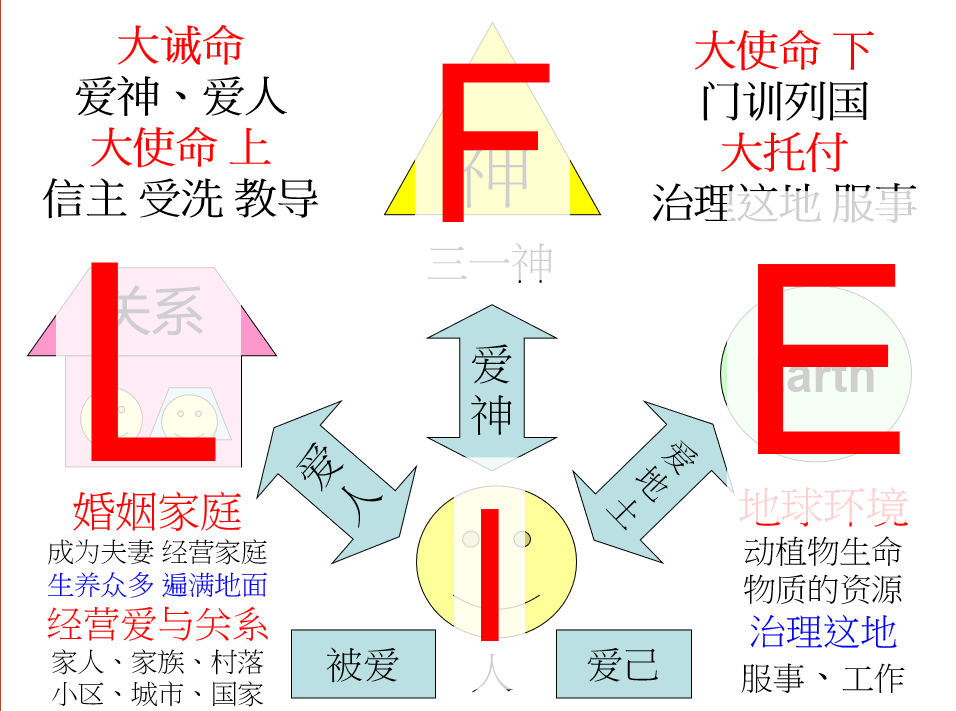 大诫命
爱神、爱人
大使命 上
信主 受洗 教导
F
神
三一神
大使命 下
门训列国
大托付
治理这地 服事
L
关系
爱神
爱人
爱地土
E
arth
婚姻家庭
成为夫妻 经营家庭
生养众多 遍满地面
经营爱与关系
家人、家族、村落
小区、城市、国家
I
被爱
人
爱己
地球环境
动植物生命
物质的资源
治理这地
服事、工作